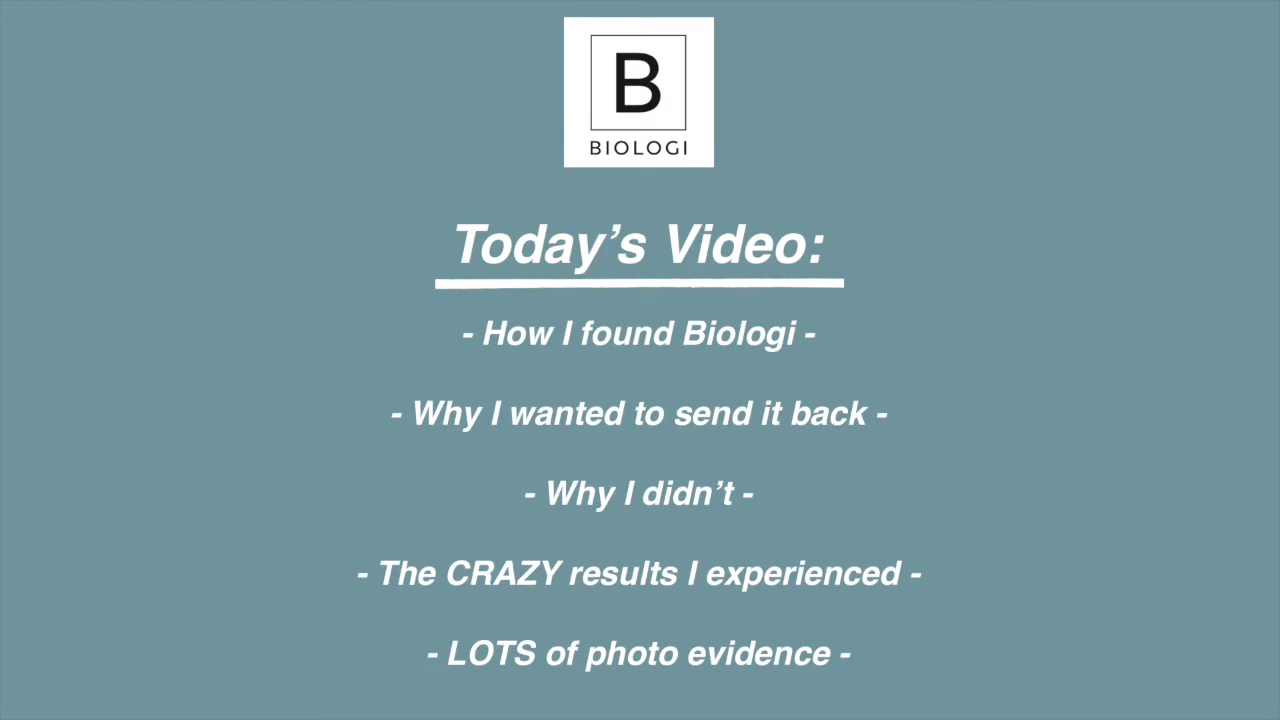 B
BIOLOGI
Today’s Video:
- How I found Biologi -
- Why I wanted to send it back -
- Why I didn’t -
- The CRAZY results I experienced -
- LOTS of photo evidence -